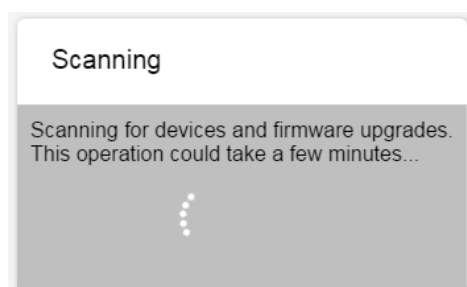 Scanning
Scanning for devices and firmware upgrades.
This operation could take a few minutes...